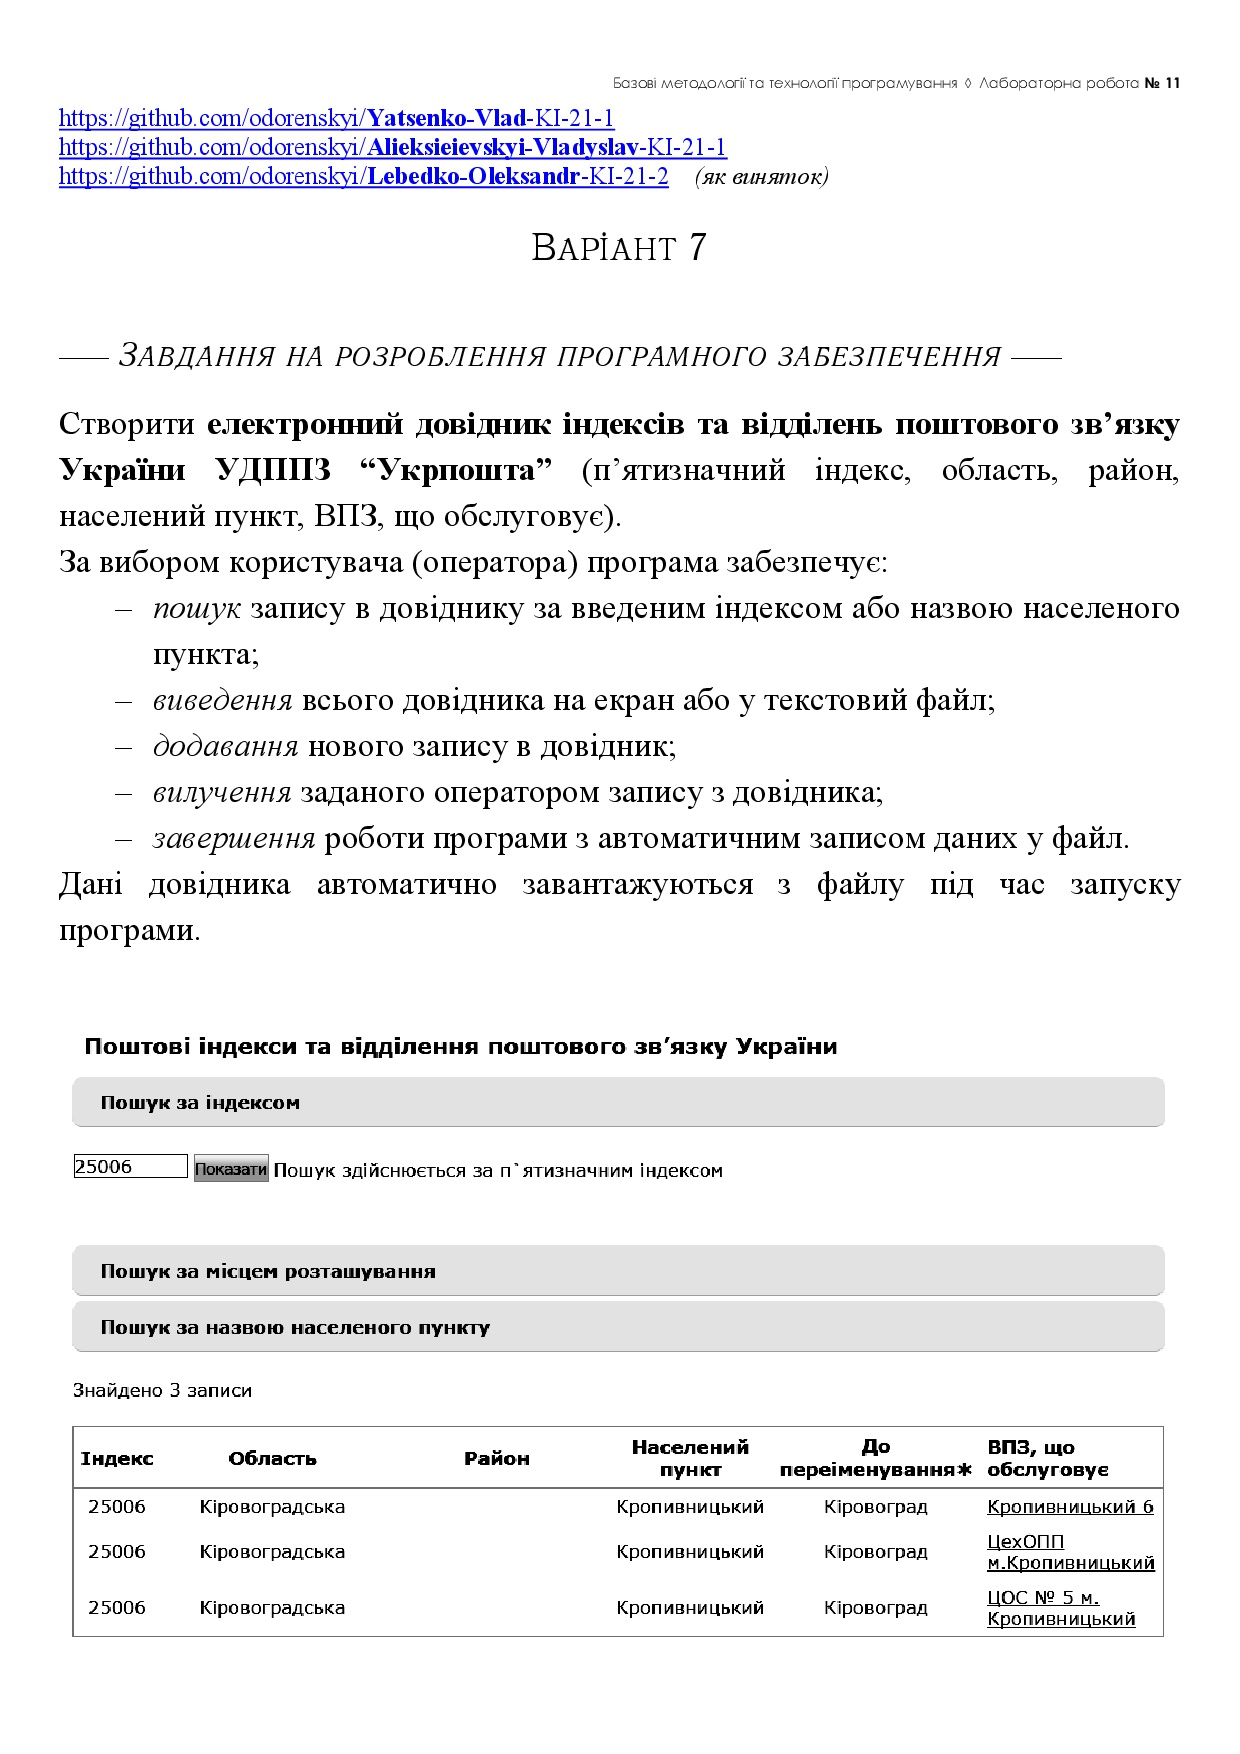 Базові методології та технології програмування ◊ Лабораторна робота № 11
https://github.com/odorenskyi/Yatsenko-Vlad-KI-21-1
https://github.com/odorenskyi/Alieksieievskyi-Vladyslav-KI-21-1
https://github.com/odorenskyi/Lebedko-Oleksandr-KI-21-2 (як виняток)
ВАРІАНТ 7
—— ЗАВДАННЯ НА РОЗРОБЛЕННЯ ПРОГРАМНОГО ЗАБЕЗПЕЧЕННЯ ——
Створити електронний довідник індексів та відділень поштового зв’язку
України УДППЗ “Укрпошта” (п’ятизначний індекс, область, район,
населений пункт, ВПЗ, що обслуговує).
За вибором користувача (оператора) програма забезпечує:
– пошук запису в довіднику за введеним індексом або назвою населеного
пункта;
– виведення всього довідника на екран або у текстовий файл;
– додавання нового запису в довідник;
– вилучення заданого оператором запису з довідника;
– завершення роботи програми з автоматичним записом даних у файл.
Дані довідника автоматично завантажуються з файлу під час запуску
програми.
Поштові індекси та відділення поштового зв’язку України
Пошук за індексом
25006 Показати Пошук здійснюється за п`ятизначним індексом
Пошук за місцем розташування
Пошук за назвою населеного пункту
Знайдено 3 записи
Індекс Область Район Населений пункт До переіменування* ВПЗ, що обслуговує
25006 Кіровоградська Кропивницький Кіровоград Кропивницький 6
25006 Кіровоградська Кропивницький Кіровоград ЦехОПП м.Кропивницький
25006 Кіровоградська Кропивницький Кіровоград ЦОС № 5 м. Кропивницький